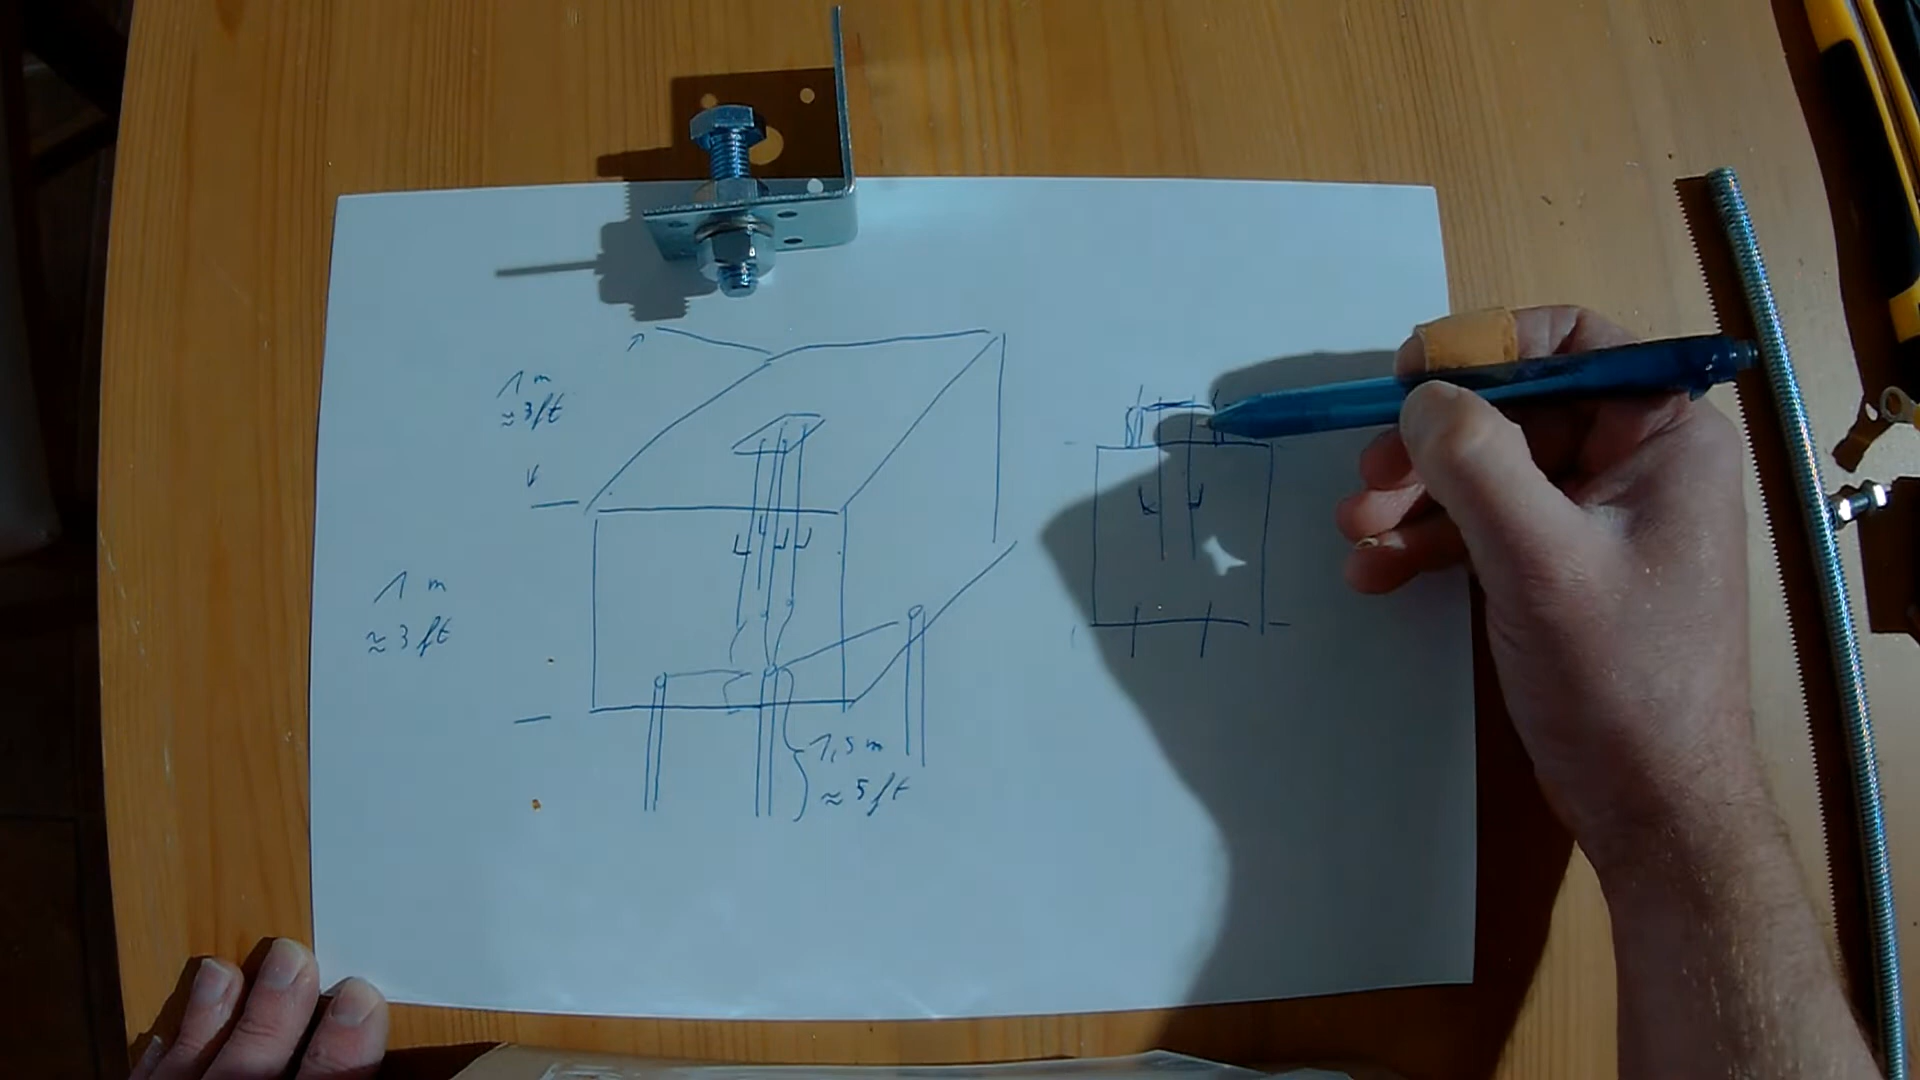 1 m
≈ 3 ft
1 m
≈ 3 ft
1,5 m
≈ 5 ft